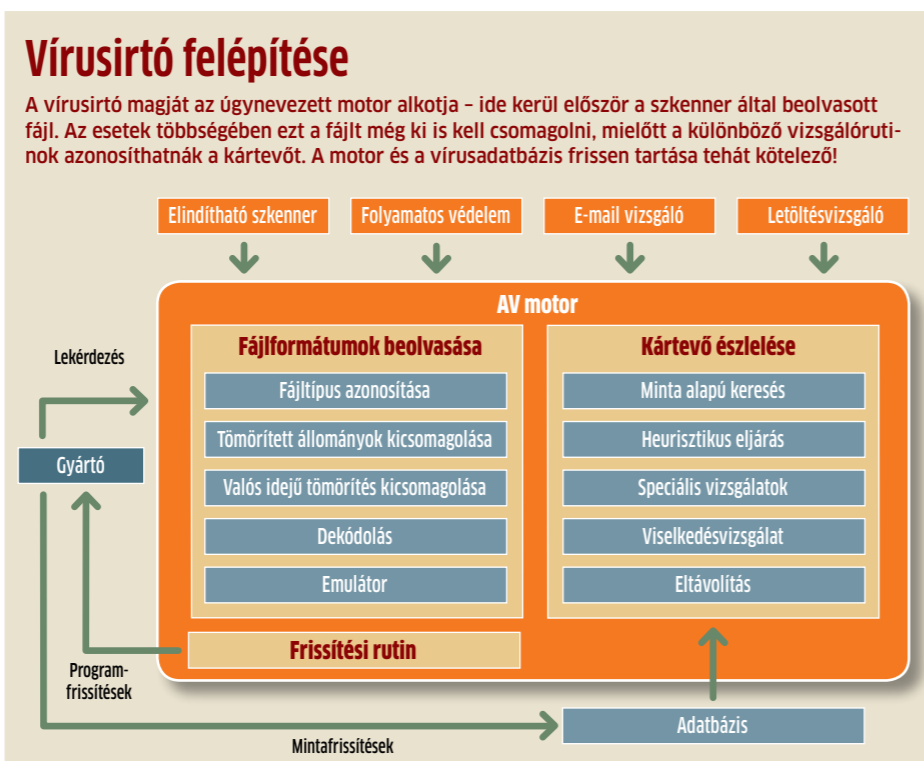 Vírusirtó felépítése
A vírusirtó magját az úgynevezett motor alkotja – ide kerül először a szkenner által beolvasott
fájl. Az esetek többségében ezt a fájlt még ki is kell csomagolni, mielőtt a különböző vizsgálóruti-
nok azonosíthatnák a kártevőt. A motor és a vírusadatbázis frissen tartása tehát kötelező!
Elindítható szkenner
Folyamatos védelem
E-mail vizsgáló
Letöltésvizsgáló
AV motor
Fájlformátumok beolvasása
Fájltípus azonosítása
Tömörített állományok kicsomagolása
Valós idejű tömörítés kicsomagolása
Dekódolás
Emulátor
Kártevő észlelése
Minta alapú keresés
Heurisztikus eljárás
Speciális vizsgálatok
Viselkedésvizsgálat
Eltávolítás
Lekérdezés
Gyártó
Frissítési rutin
Program-
frissítések
Adatbázis
Mintafrissítések